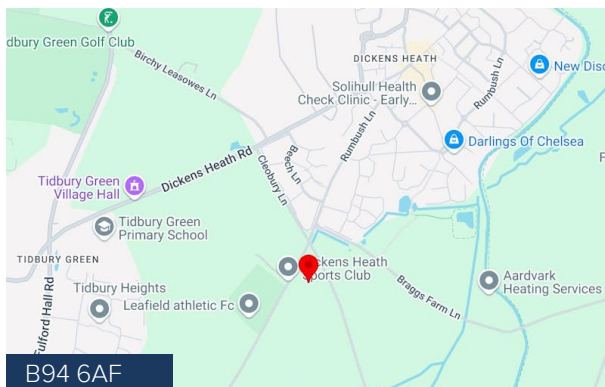 dbury Green Golf Club
Birchy Leasowes Ln
DICKENS HEATH
Solihull Health
Check Clinic - Early...
Rumbush Ln
New Disc
Darlings Of Chelsea
F
Rumbush Ln
Beech Ln
Cleobury Ln
Dickens Heath Rd
Tidbury Green
Village Hall
Tidbury Green
Primary School
TIDBURY GREEN
Fulford Hall Rd
Tidbury Heights
Leafield athletic Fc
ckens Heath
Sports Club
Braggs Farm Ln
Aardvark
Heating Services
B94 6AF